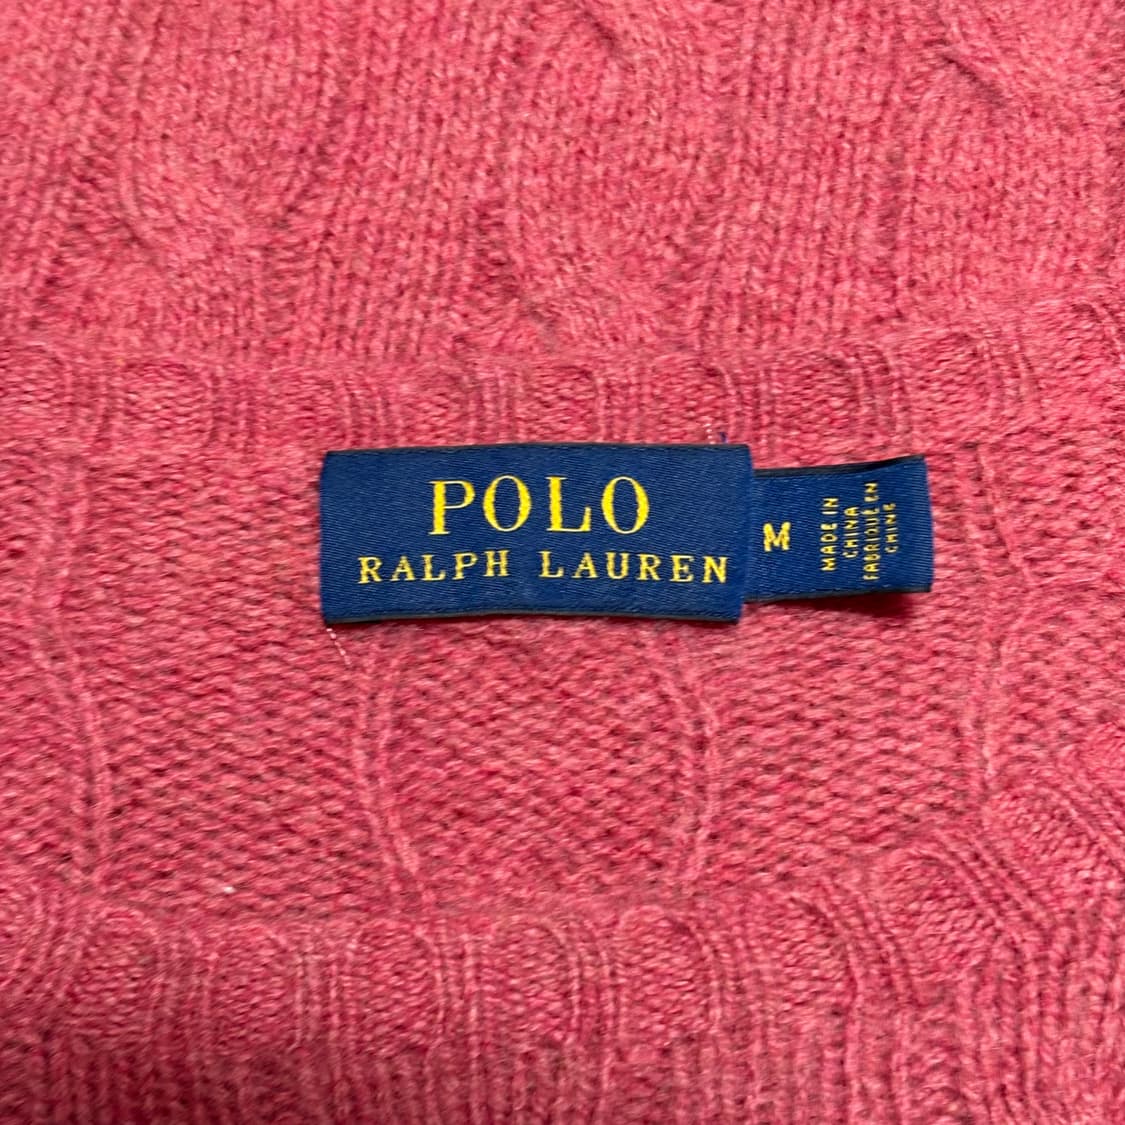 POLO
RALPH LAUREN
M
MADE IN
CHINA
FABRIQUÉ EN
CHINE